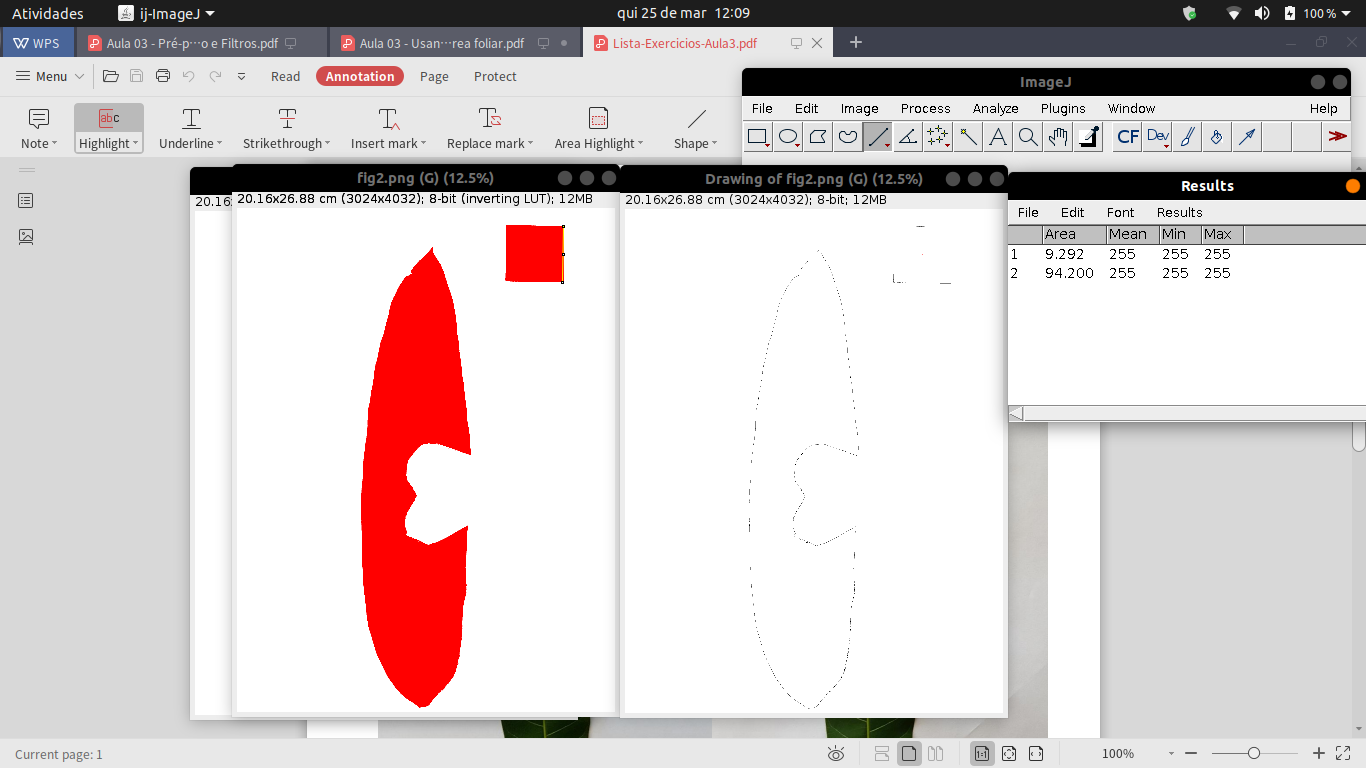 Atividades ij-ImageJ qui 25 de mar 12:09 100 %
WPS Aula 03 - Pré-p···o e Filtros.pdf Aula 03 - Usan···rea foliar.pdf Lista-Exercicios-Aula3.pdf
Menu Read Annotation Page Protect
Note Highlight Underline Strikethrough Insert mark Replace mark Area Highlight Shape
ImageJ
File Edit Image Process Analyze Plugins Window Help
CF Dev
20.16x
fig2.png (G) (12.5%)
20.16x26.88 cm (3024x4032); 8-bit (inverting LUT); 12MB
Drawing of fig2.png (G) (12.5%)
20.16x26.88 cm (3024x4032); 8-bit; 12MB
Results
File Edit Font Results
Area Mean Min Max
1 9.292 255 255 255
2 94.200 255 255 255
Current page: 1 100%